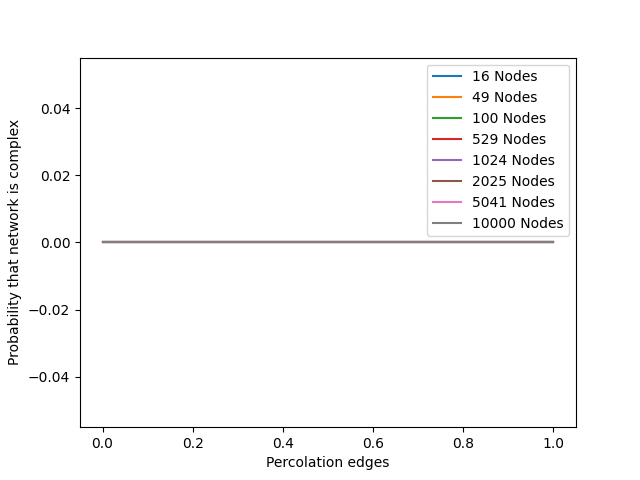 16 Nodes
49 Nodes
100 Nodes
529 Nodes
1024 Nodes
2025 Nodes
5041 Nodes
10000 Nodes
0.04
0.02
0.00
−0.02
−0.04
Probability that network is complex
0.0 0.2 0.4 0.6 0.8 1.0
Percolation edges